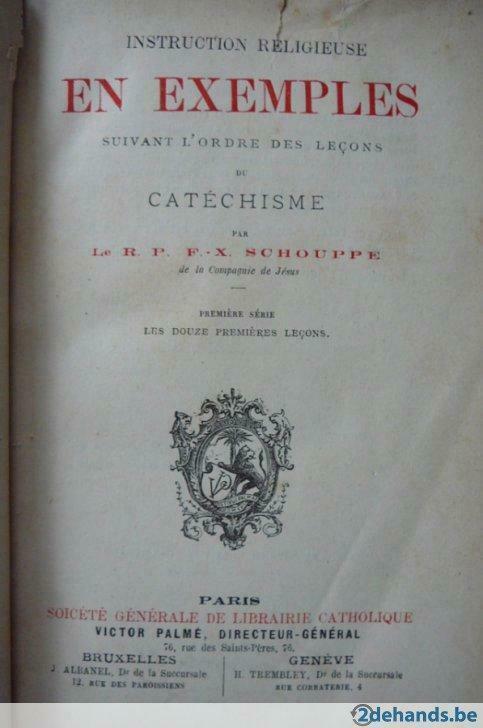 INSTRUCTION RELIGIEUSE
EN EXEMPLES
SUIVANT L'ORDRE DES LEÇONS
DU
CATÉCHISME
PAR
Le R. P. F.-X. SCHOUPPE
de la Compagnie de Jésus
PREMIÈRE SÉRIE
LES DOUZE PREMIÈRES LEÇONS.
PARIS
SOICÉTÉ GÉNÉRALE DE LIBRAIRIE CATHOLIQUE
VICTOR PALMÉ, DIRECTEUR-GÉNÉRAL
76, rue des Saints-Pères, 76.
BRUXELLES
J. ALBANEL, Dr de la Succursale
12, RUE DES PAROISSIENS
GENÈVE
H. TREMBLEY, Dr de la Succursale
RUE CORRATERIE, 4
2dehands.be